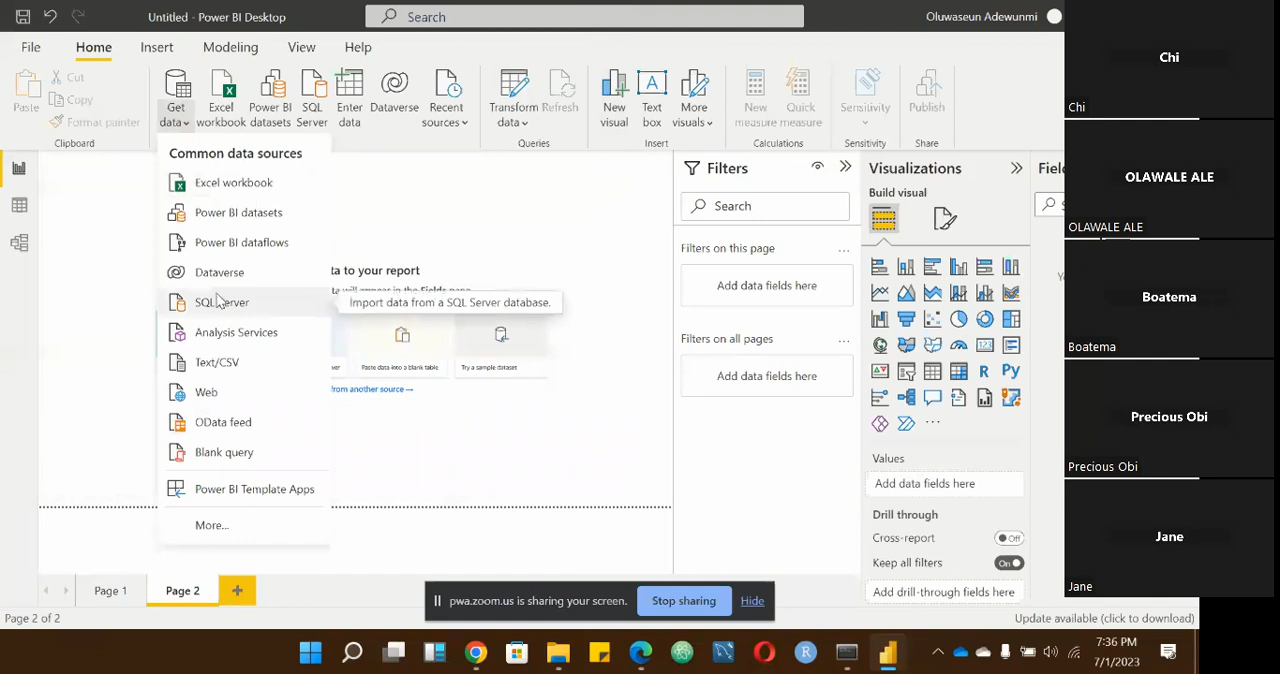 Untitled - Power BI Desktop
Search
Oluwaseun Adewunmi
File
Home
Insert
Modeling
View
Help
Paste
Cut
Copy
Format painter
Clipboard
Get data
Excel workbook
Power BI datasets
SQL Server
Enter data
Dataverse
Recent sources
Transform data
Refresh
Queries
New visual
Text box
More visuals
Insert
New measure
Quick measure
Calculations
Sensitivity
Sensitivity
Publish
Share
Common data sources
Excel workbook
Power BI datasets
Power BI dataflows
Dataverse
SQL Server
Analysis Services
Text/CSV
Web
OData feed
Blank query
Power BI Template Apps
More...
Import data from a SQL Server database.
to your report
Paste data into a blank table
Try a sample dataset
from another source →
Filters
Search
Filters on this page
Add data fields here
Filters on all pages
Add data fields here
Visualizations
Build visual
R
Py
123
Values
Add data fields here
Drill through
Cross-report
Off
Keep all filters
On
Add drill-through fields here
Page 1
Page 2
Page 2 of 2
pwa.zoom.us is sharing your screen.
Stop sharing
Hide
Update available (click to download)
7:36 PM
7/1/2023
Chi
Chi
OLAWALE ALE
OLAWALE ALE
Boatema
Boatema
Precious Obi
Precious Obi
Jane
Jane